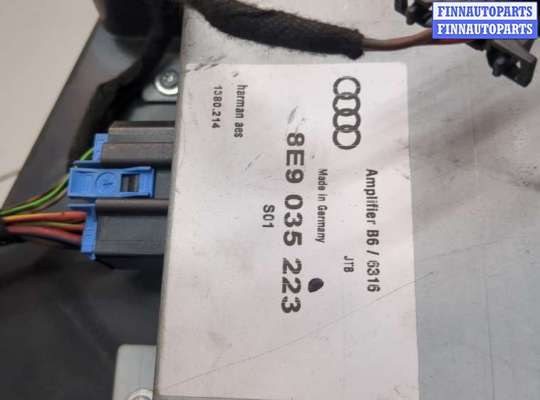 FINNAUTOPARTS
FINNAUTOPARTS
Amplifier B6 / 6316
JTB
Made in Germany
8E9 035 223
S01
harman aes
1380.214